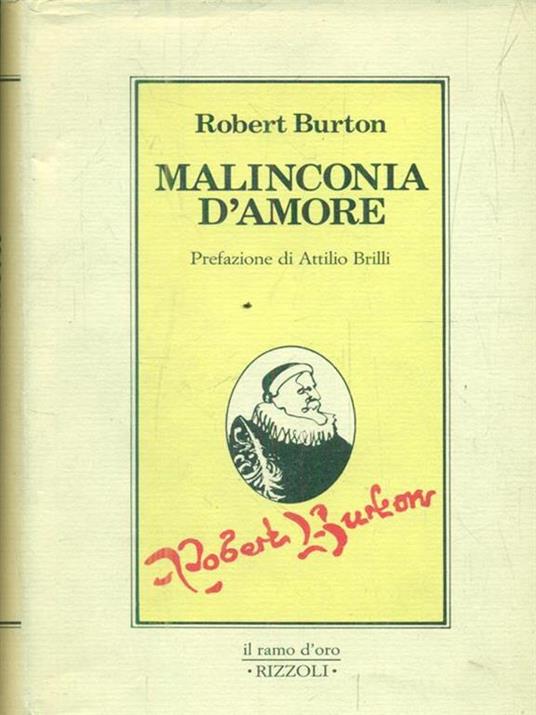 Robert Burton
MALINCONIA
D'AMORE
Prefazione di Attilio Brilli
Robert Burton
il ramo d'oro
• RIZZOLI •